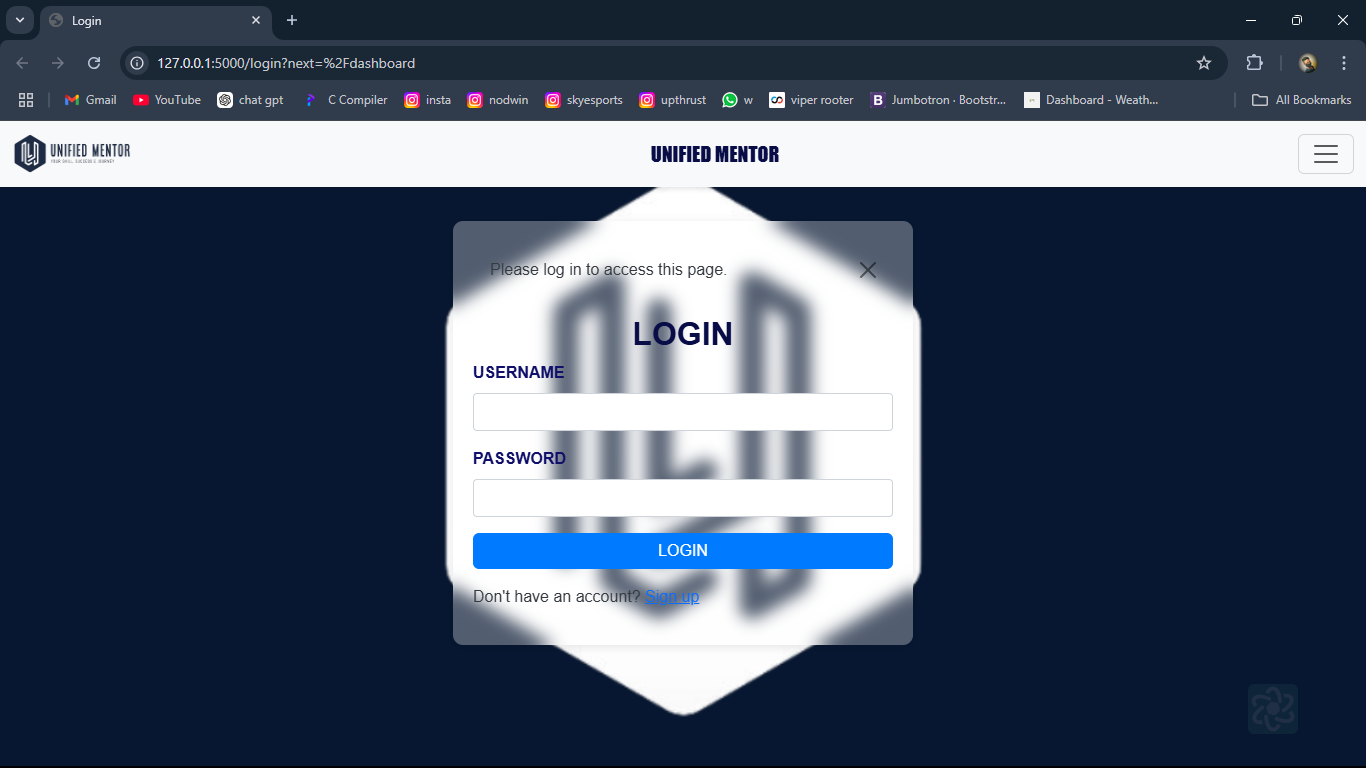 Login
127.0.0.1:5000/login?next=%2Fdashboard
Gmail YouTube chat gpt C Compiler insta nodwin skyesports upthrust w viper rooter Jumbotron · Bootstr... Dashboard - Weath... All Bookmarks
UNIFIED MENTOR
YOUR SKILL, SUCCESS'S JOURNEY
UNIFIED MENTOR
Please log in to access this page.
LOGIN
USERNAME
PASSWORD
LOGIN
Don't have an account? Sign up